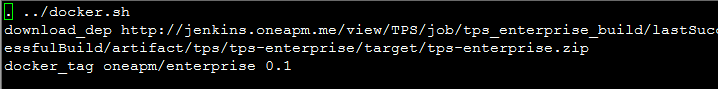 . ../docker.sh
download_dep http://jenkins.oneapm.me/view/TPS/job/tps_enterprise_build/lastSucc
essfulBuild/artifact/tps/tps-enterprise/target/tps-enterprise.zip
docker_tag oneapm/enterprise 0.1